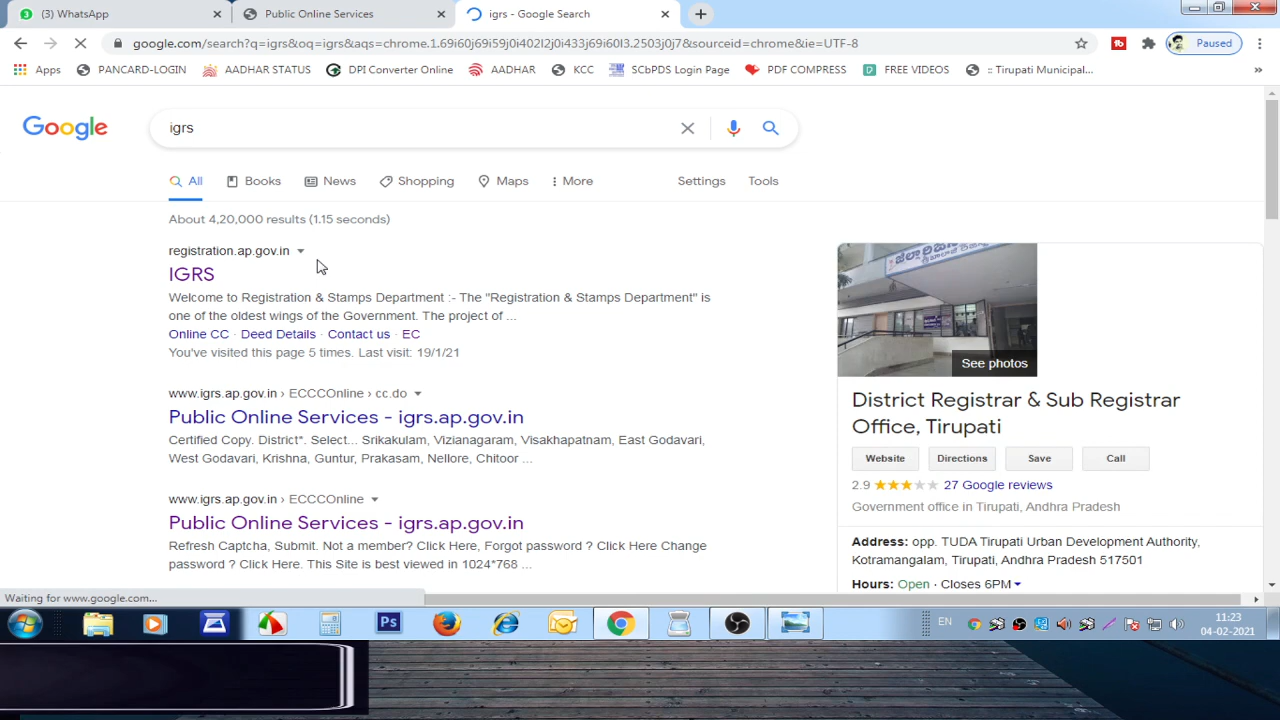 (3) WhatsApp
Public Online Services
igrs - Google Search
google.com/search?q=igrs&oq=igrs&aqs=chrome.1.69i60j69i59j0i402l2j0i433j69i60l3.2503j0j7&sourceid=chrome&ie=UTF-8
Paused
Apps
PANCARD-LOGIN
AADHAR STATUS
DPI Converter Online
AADHAR
KCC
SCbPDS Login Page
PDF COMPRESS
FREE VIDEOS
:: Tirupati Municipal...
»
Google
igrs
All
Books
News
Shopping
Maps
More
Settings
Tools
About 4,20,000 results (1.15 seconds)
registration.ap.gov.in
IGRS
Welcome to Registration & Stamps Department :- The "Registration & Stamps Department" is
one of the oldest wings of the Government. The project of ...
Online CC · Deed Details · Contact us · EC
You've visited this page 5 times. Last visit: 19/1/21
www.igrs.ap.gov.in › ECCCOnline › cc.do
Public Online Services - igrs.ap.gov.in
Certified Copy. District*. Select... Srikakulam, Vizianagaram, Visakhapatnam, East Godavari,
West Godavari, Krishna, Guntur, Prakasam, Nellore, Chitoor ...
www.igrs.ap.gov.in › ECCCOnline
Public Online Services - igrs.ap.gov.in
Refresh Captcha, Submit. Not a member? Click Here, Forgot password ? Click Here Change
password ? Click Here. This Site is best viewed in 1024*768 ...
See photos
District Registrar & Sub Registrar
Office, Tirupati
Website
Directions
Save
Call
2.9
27 Google reviews
Government office in Tirupati, Andhra Pradesh
Address: opp. TUDA Tirupati Urban Development Authority,
Kotramangalam, Tirupati, Andhra Pradesh 517501
Hours: Open · Closes 6PM
Waiting for www.google.com...
Ps
EN
11:23
04-02-2021